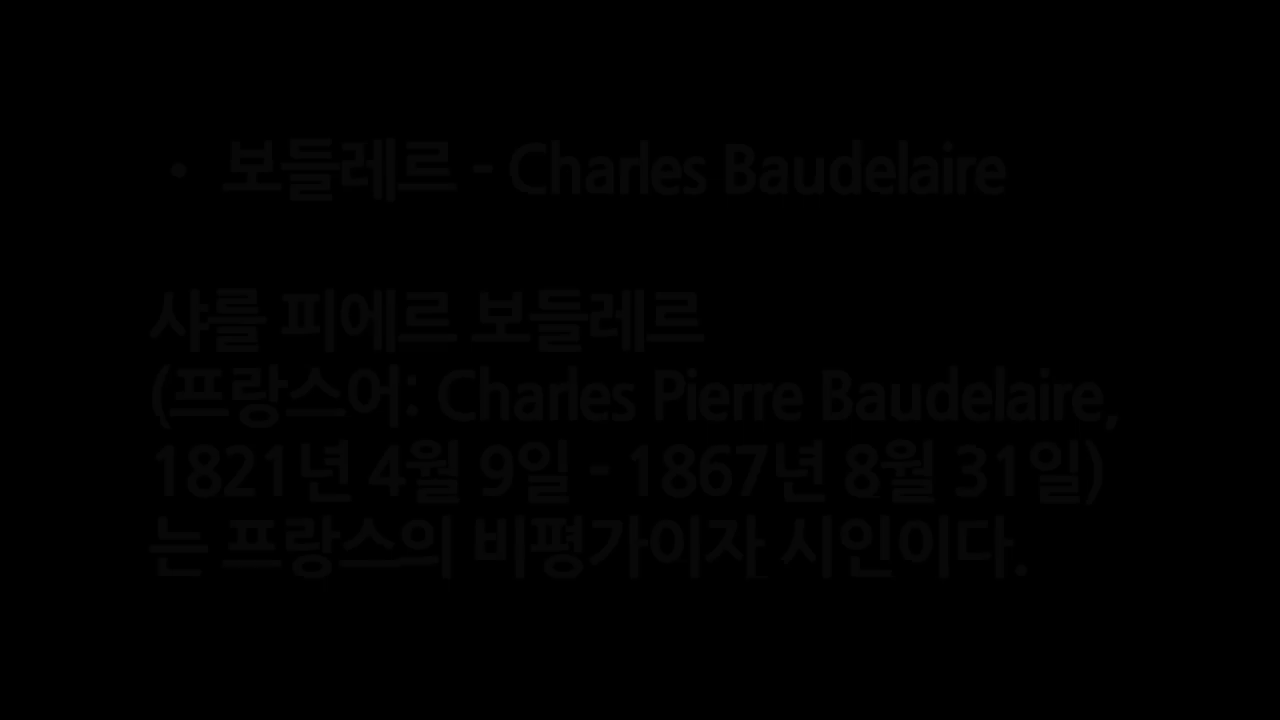 • 보들레르 - Charles Baudelaire
샤를 피에르 보들레르
(프랑스어: Charles Pierre Baudelaire,
1821년 4월 9일 - 1867년 8월 31일)
는 프랑스의 비평가이자 시인이다.